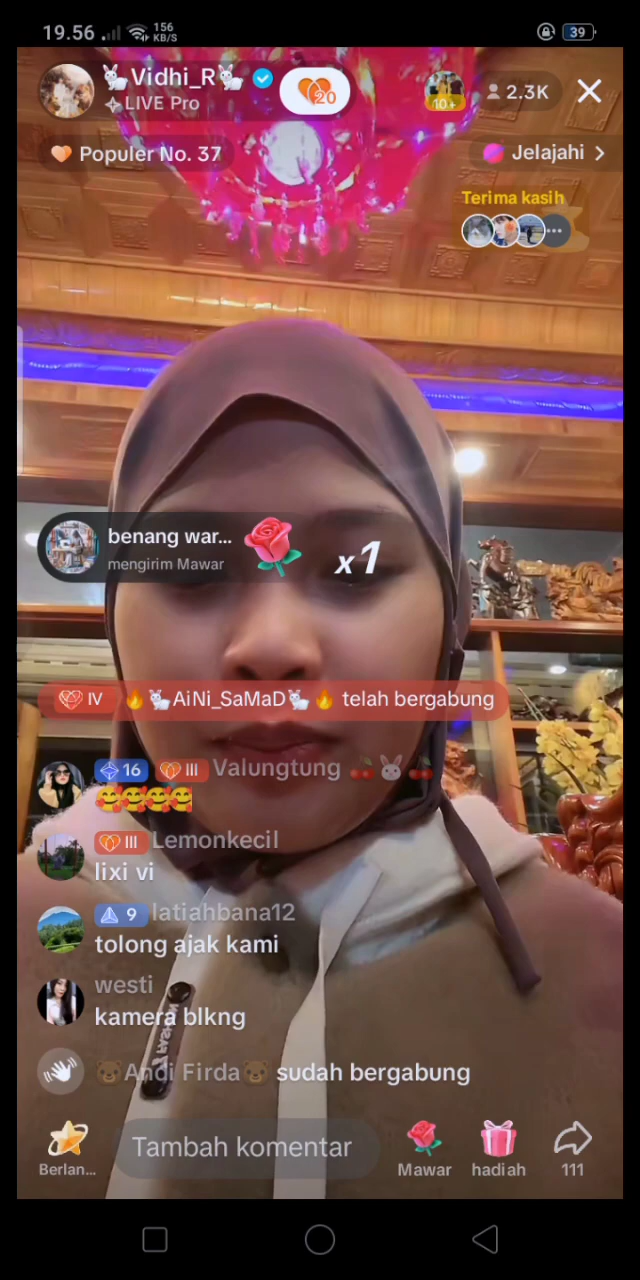 19.56
156
KB/S
39
🐇Vidhi_R🐇
LIVE Pro
20
10+
2.3K
Populer No. 37
Jelajahi >
Terima kasih
benang war...
mengirim Mawar
x1
IV 🔥🐇AiNi_SaMaD🐇🔥 telah bergabung
16 III Valungtung 🍒🐰🍒
🥰🥰🥰🥰
III Lemonkecil
lixi vi
9 latiahbana12
tolong ajak kami
westi
kamera blkng
🐻Andi Firda🐻 sudah bergabung
Berlan...
Tambah komentar
Mawar
hadiah
111